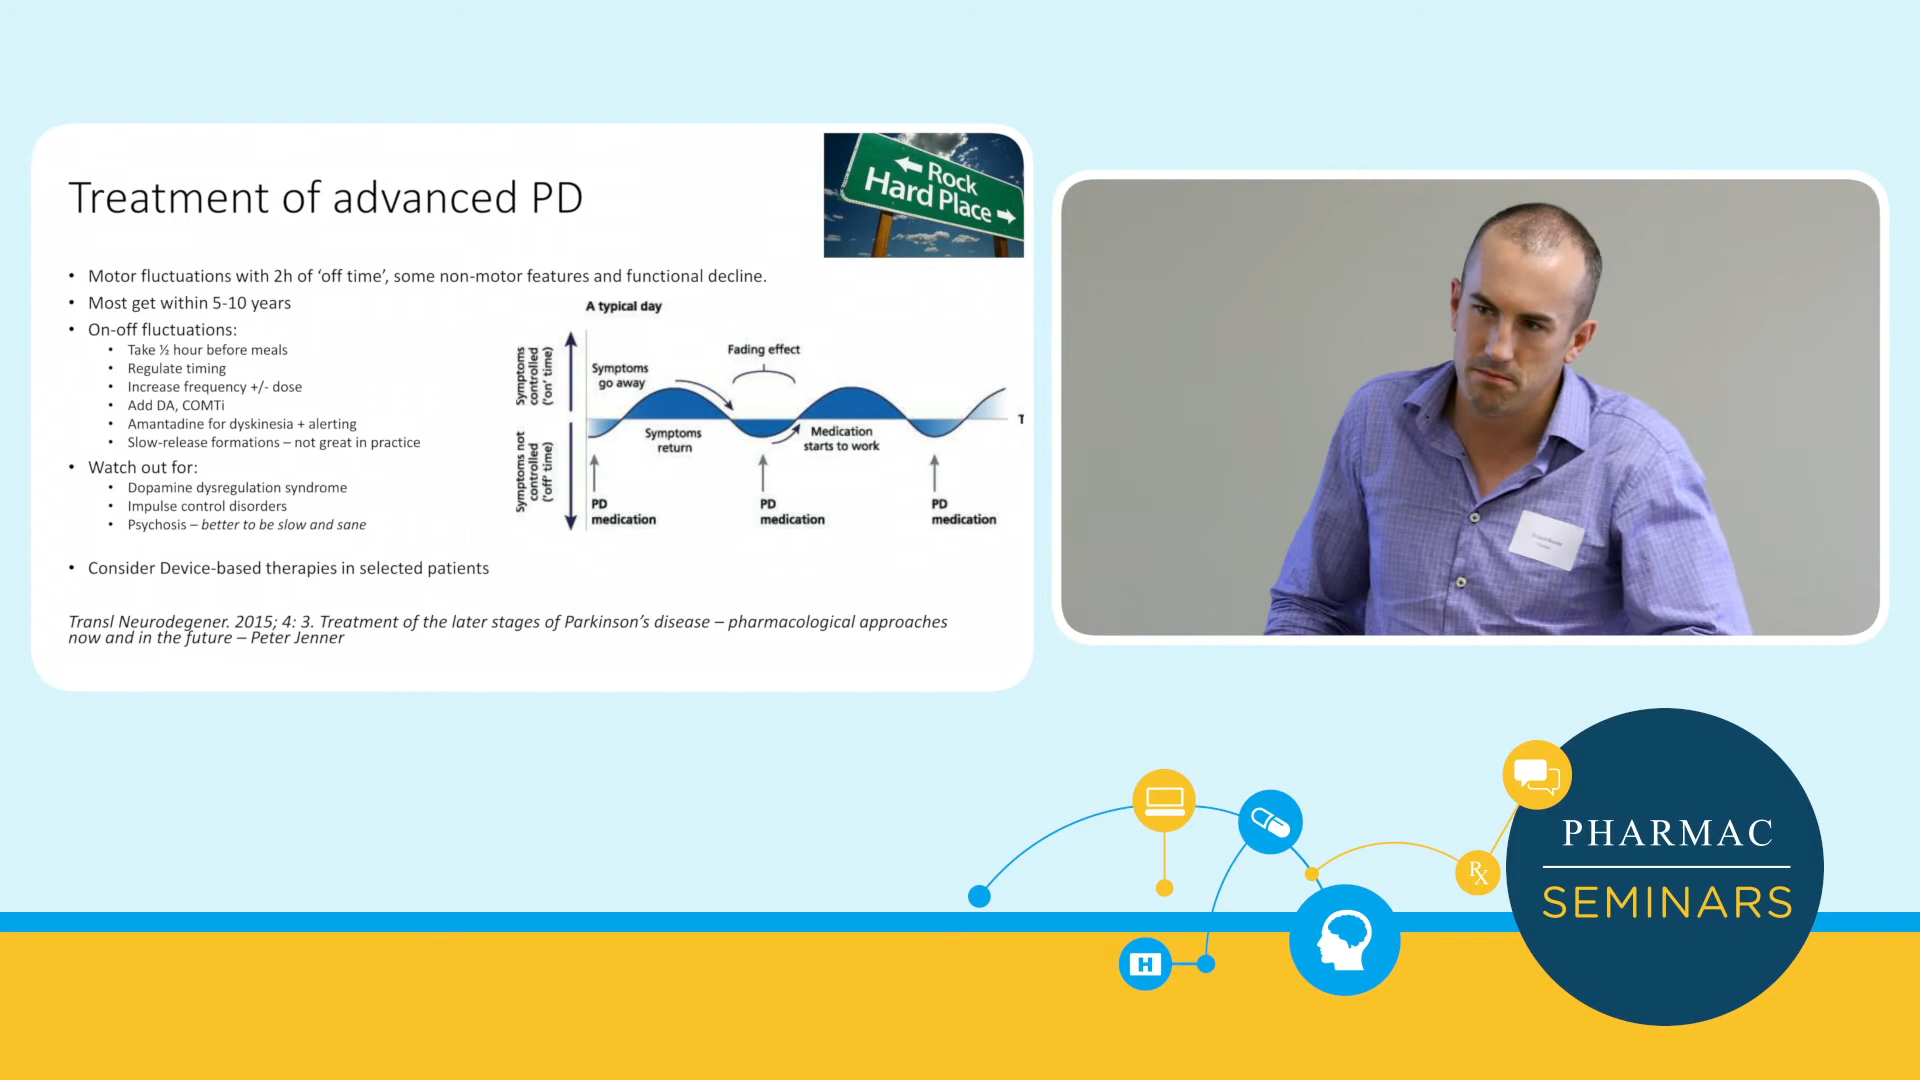 Treatment of advanced PD
Rock
Hard Place
• Motor fluctuations with 2h of ‘off time’, some non-motor features and functional decline.
• Most get within 5-10 years
• On-off fluctuations:
• Take ½ hour before meals
• Regulate timing
• Increase frequency +/- dose
• Add DA, COMTi
• Amantadine for dyskinesia + alerting
• Slow-release formations – not great in practice
• Watch out for:
• Dopamine dysregulation syndrome
• Impulse control disorders
• Psychosis – better to be slow and sane
• Consider Device-based therapies in selected patients
A typical day
Symptoms
controlled
(‘on’ time)
Symptoms not
controlled
(‘off’ time)
Symptoms
go away
Fading effect
Symptoms
return
Medication
starts to work
T
PD
medication
PD
medication
PD
medication
Transl Neurodegener. 2015; 4: 3. Treatment of the later stages of Parkinson’s disease – pharmacological approaches
now and in the future – Peter Jenner
H
Rx
PHARMAC
SEMINARS